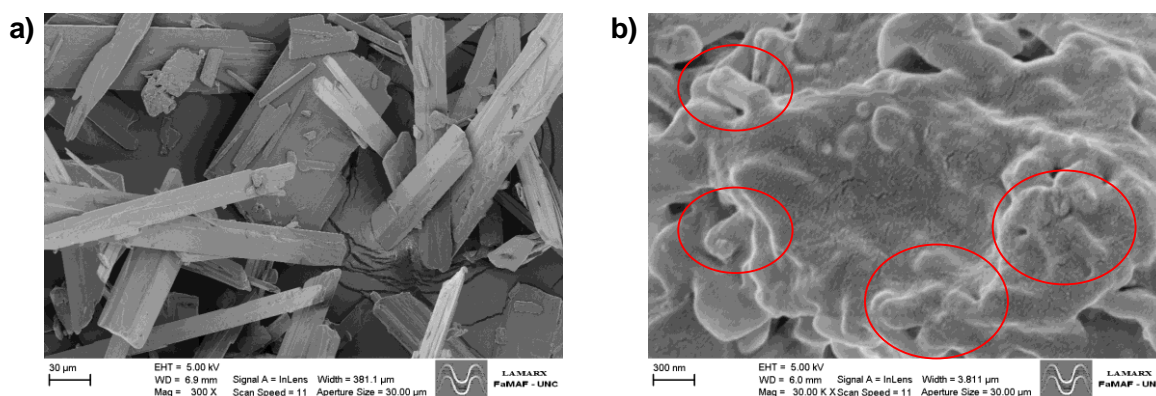 a)
b)
30 µm
EHT = 5.00 kV
WD = 6.9 mm
Mag = 300 X
Signal A = InLens
Scan Speed = 11
Width = 381.1 µm
Aperture Size = 30.00 µm
LAMARX
FaMAF - UNC
300 nm
EHT = 5.00 kV
WD = 6.0 mm
Mag = 30.00 K X
Signal A = InLens
Scan Speed = 11
Width = 3.811 µm
Aperture Size = 30.00 µm
LAMARX
FaMAF - UN